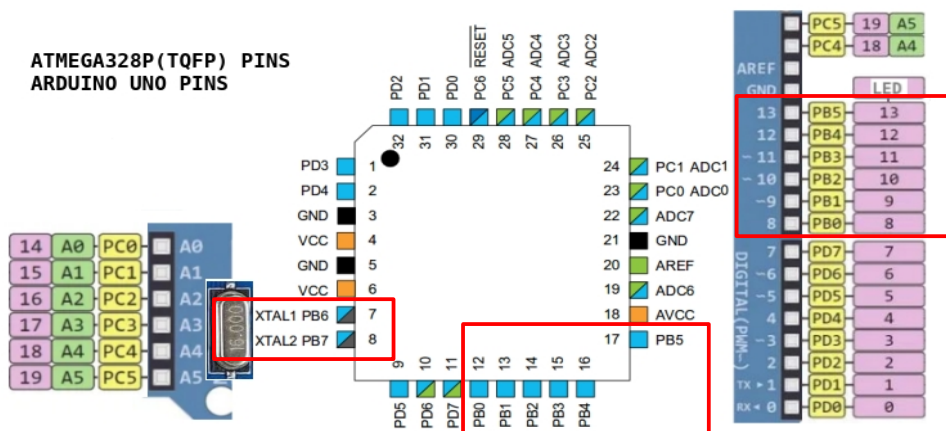 ATMEGA328P(TQFP) PINS
ARDUINO UNO PINS
PD2 PD1 PD0 PC6 RESET PC5 ADC5 PC4 ADC4 PC3 ADC3 PC2 ADC2
32 31 30 29 28 27 26 25
PD3 1
PD4 2
GND 3
VCC 4
GND 5
VCC 6
XTAL1 PB6 7
XTAL2 PB7 8
24 PC1 ADC1
23 PC0 ADC0
22 ADC7
21 GND
20 AREF
19 ADC6
18 AVCC
17 PB5
9 10 11 12 13 14 15 16
PD5 PD6 PD7 PB0 PB1 PB2 PB3 PB4
14 A0 PC0 A0
15 A1 PC1 A1
16 A2 PC2 A2
17 A3 PC3 A3
18 A4 PC4 A4
19 A5 PC5 A5
16.000
PC5 19 A5
PC4 18 A4
AREF
GND LED
13 PB5 13
12 PB4 12
~11 PB3 11
~10 PB2 10
~9 PB1 9
8 PB0 8
7 PD7 7
~6 PD6 6
~5 PD5 5
4 PD4 4
~3 PD3 3
2 PD2 2
TX▸1 PD1 1
RX◂0 PD0 0
DIGITAL(PWM~)